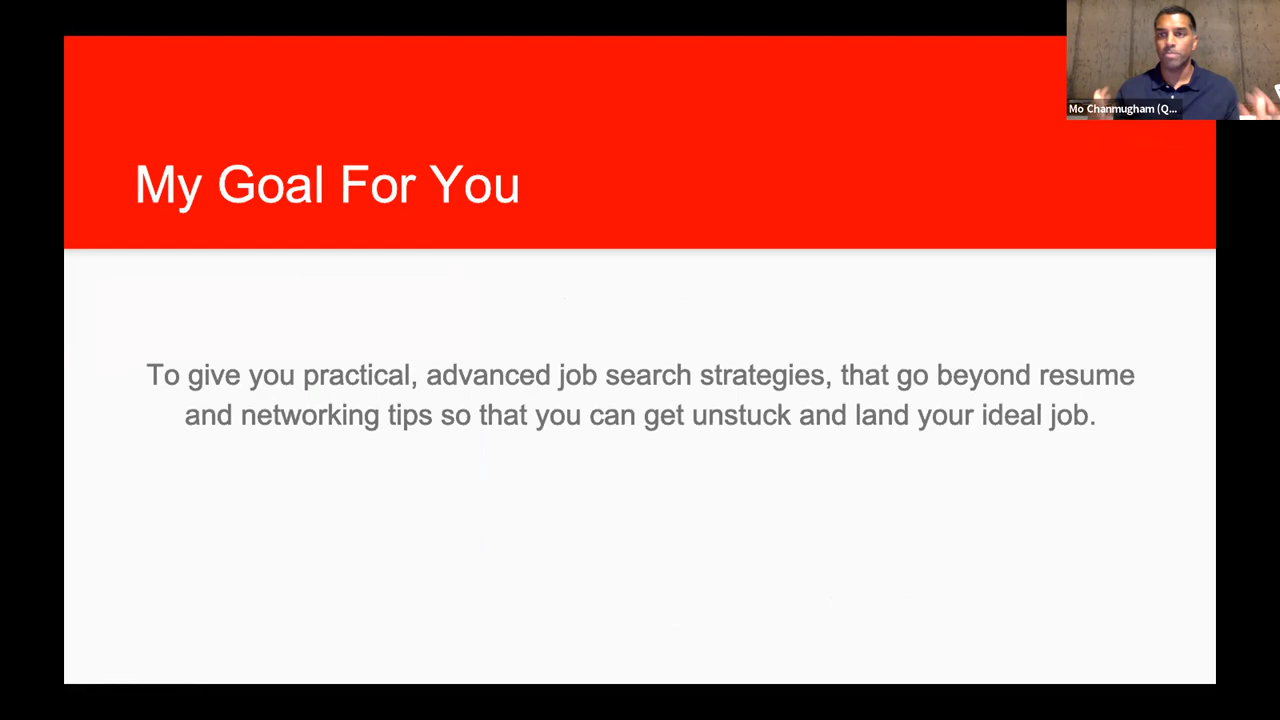 Mo Chanmugham (Q...
My Goal For You
To give you practical, advanced job search strategies, that go beyond resume
and networking tips so that you can get unstuck and land your ideal job.